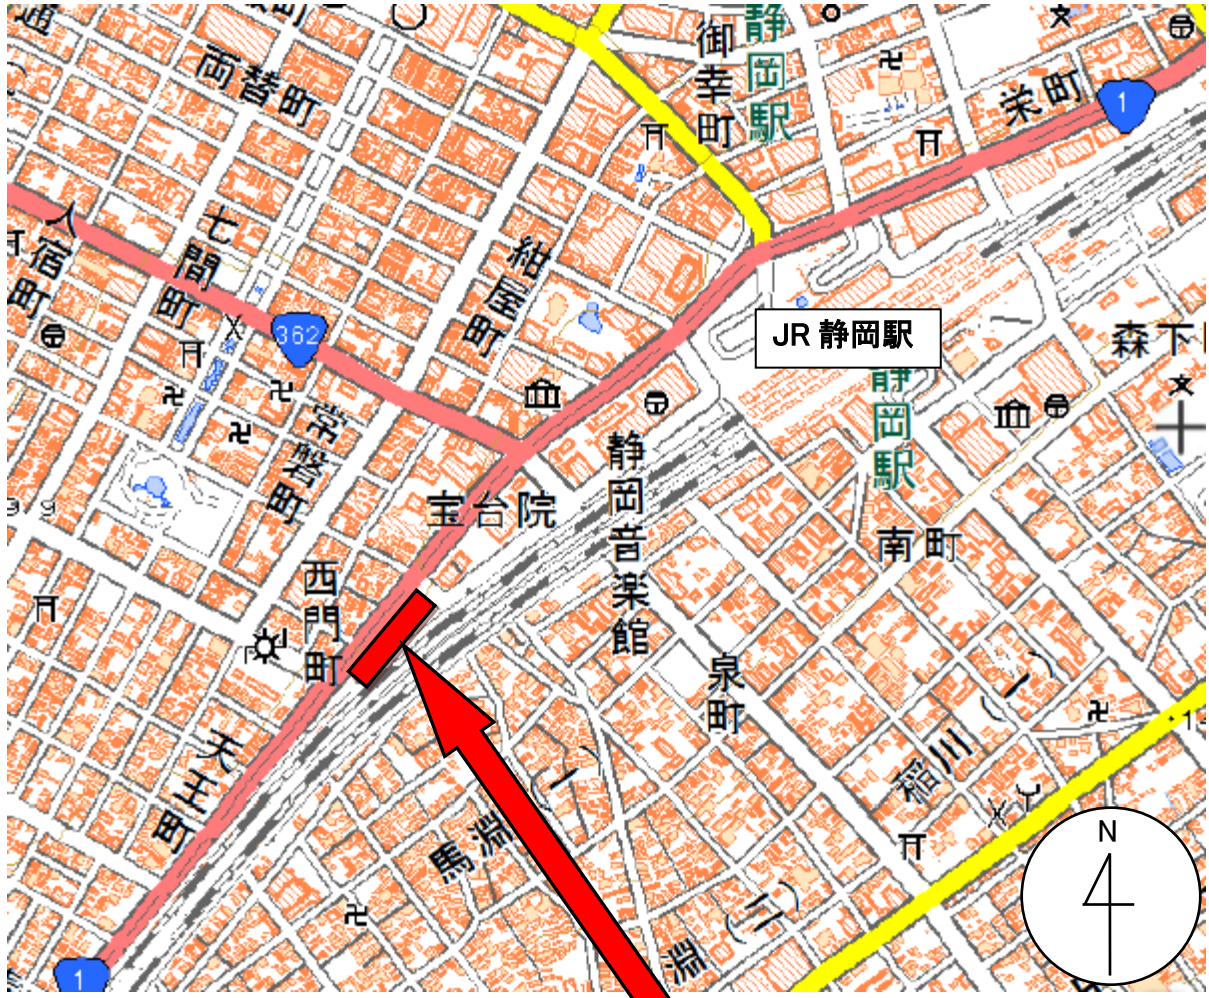 両替町
御幸町
静岡駅
栄町
1
七間町
人宿町
紺屋町
362
JR 静岡駅
森下
静岡駅
常磐町
宝台院
静岡音楽館
南町
西門町
泉町
天王町
稲川
(一)
馬淵
(一)
(二)
淵
N
1